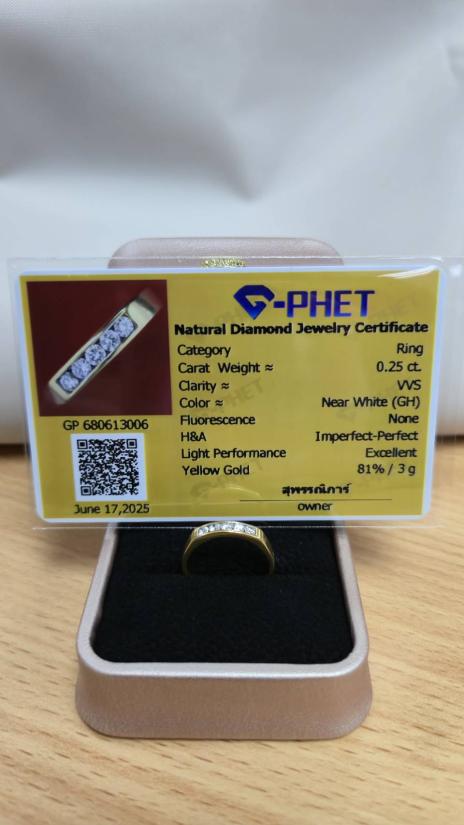 G-PHET
Natural Diamond Jewelry Certificate
Category Ring
Carat Weight ≈ 0.25 ct.
Clarity ≈ VVS
Color ≈ Near White (GH)
Fluorescence None
H&A Imperfect-Perfect
Light Performance Excellent
Yellow Gold 81% / 3 g
GP 680613006
June 17,2025
สุพรรณิการ์
owner